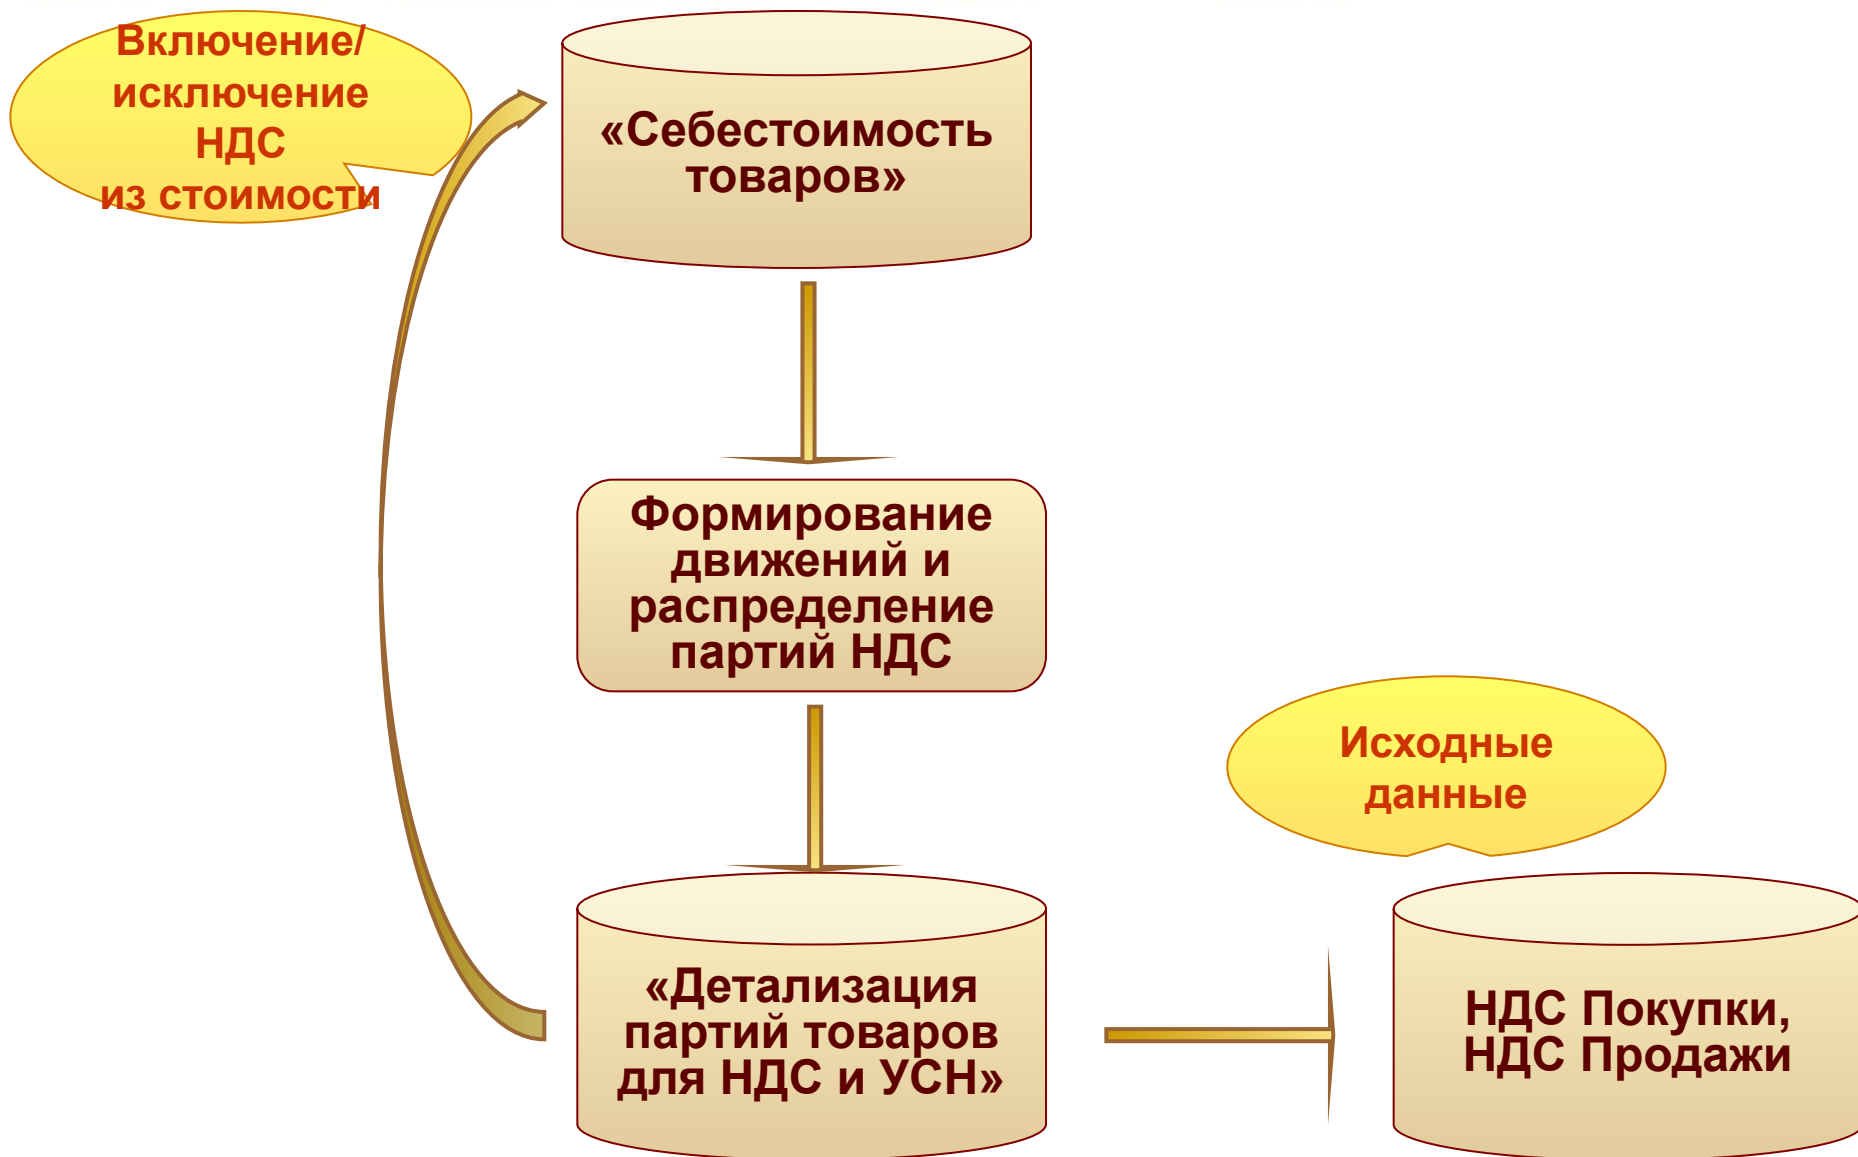 Включение/
исключение
НДС
из стоимости
«Себестоимость
товаров»
Формирование
движений и
распределение
партий НДС
Исходные
данные
«Детализация
партий товаров
для НДС и УСН»
НДС Покупки,
НДС Продажи